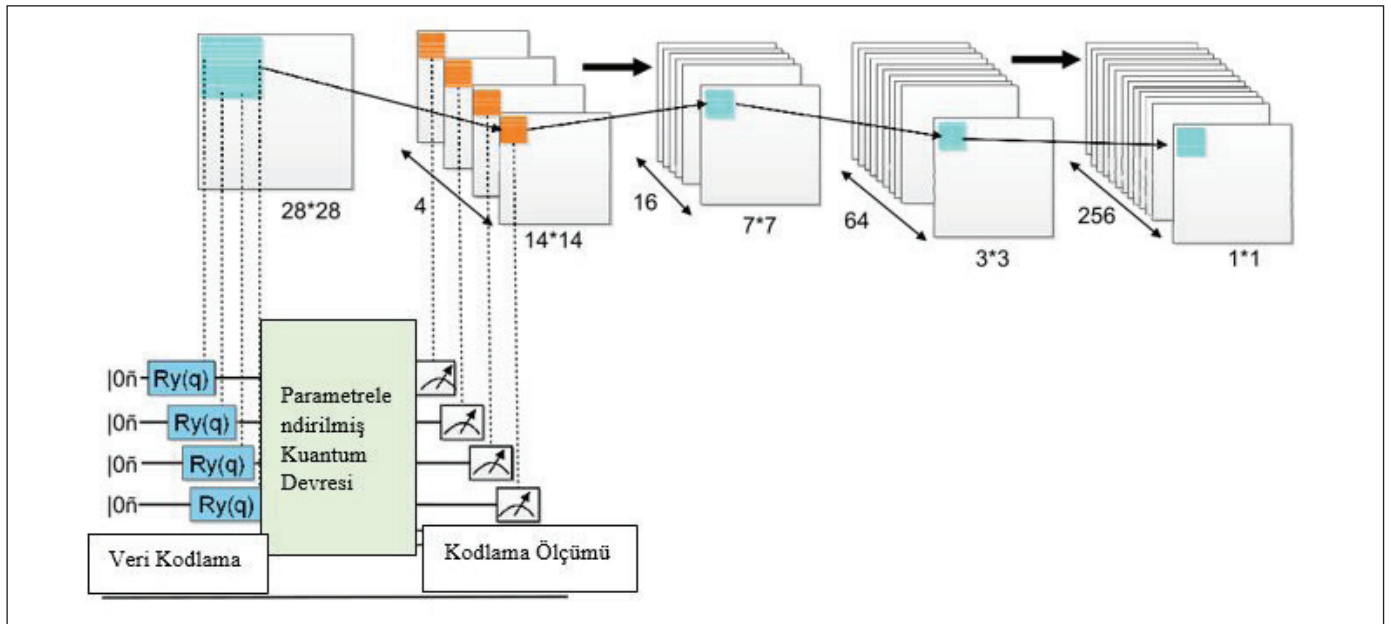 28*28
4
14*14
16
7*7
64
3*3
256
1*1
|0ñ Ry(q)
|0ñ Ry(q)
|0ñ Ry(q)
|0ñ Ry(q)
Parametrele
ndirilmiş
Kuantum
Devresi
Veri Kodlama
Kodlama Ölçümü